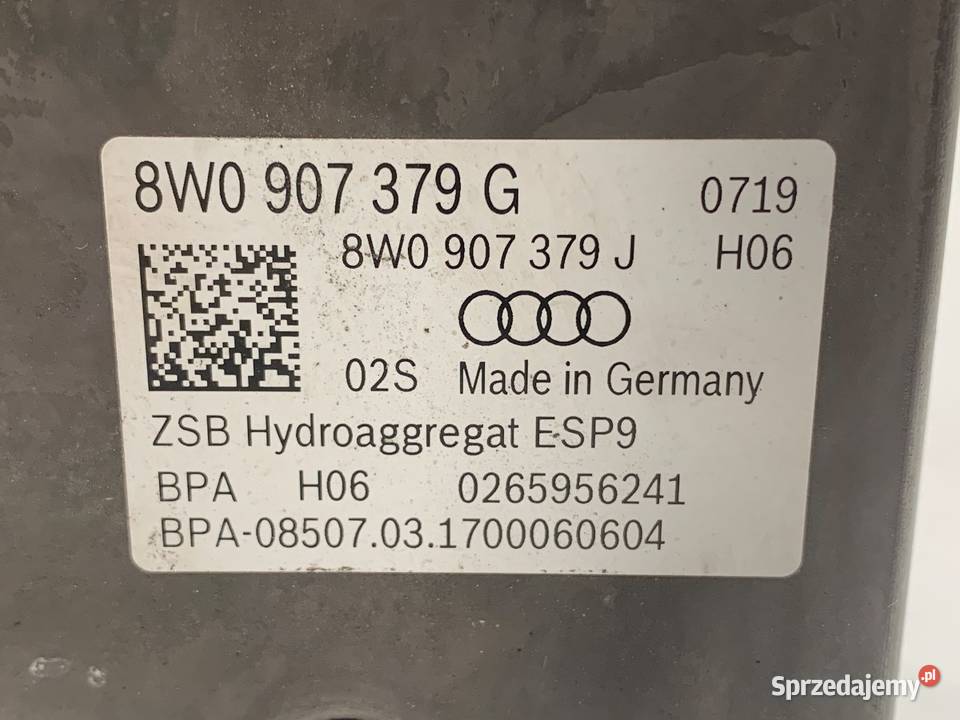 8W0 907 379 G 0719
8W0 907 379 J H06
02S Made in Germany
ZSB Hydroaggregat ESP9
BPA H06 0265956241
BPA-08507.03.1700060604
Sprzedajemy.pl